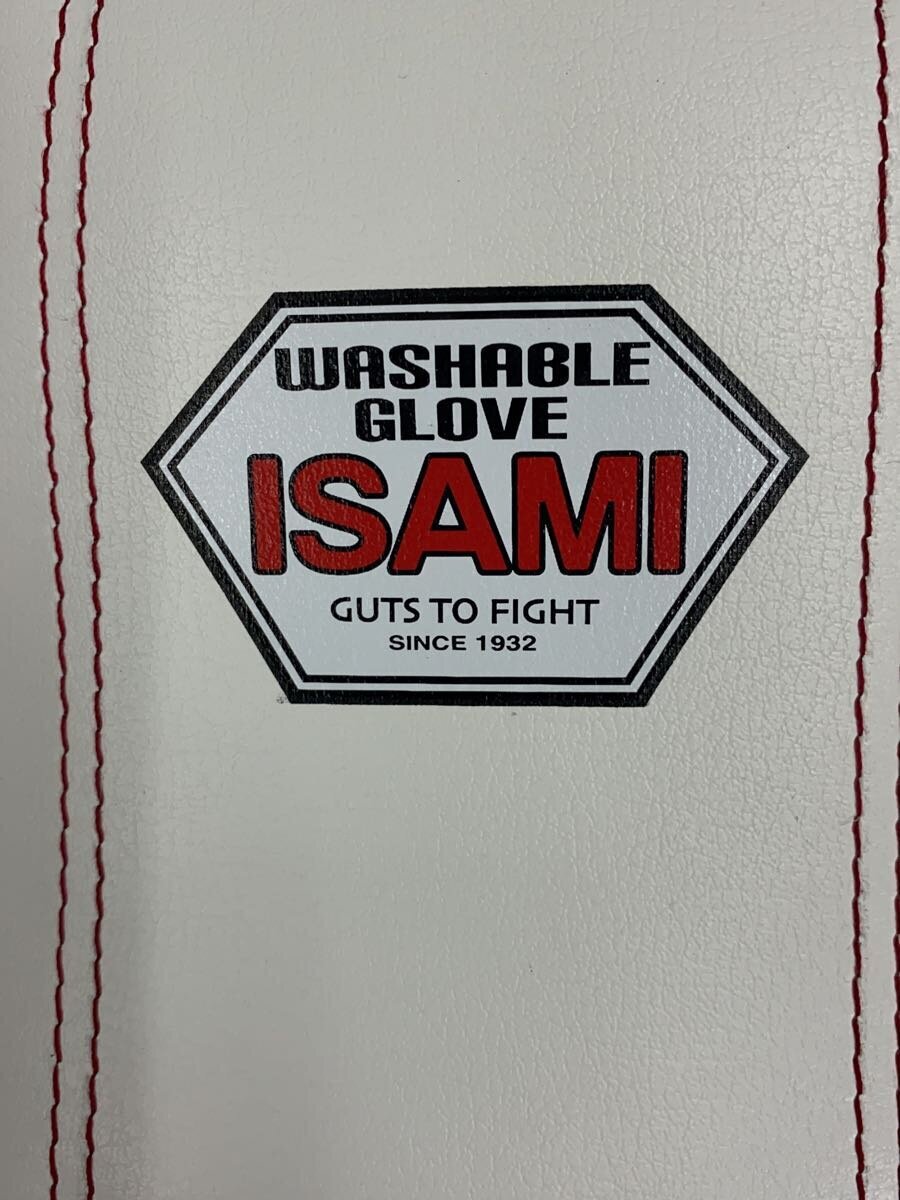 WASHABLE
GLOVE
ISAMI
GUTS TO FIGHT
SINCE 1932